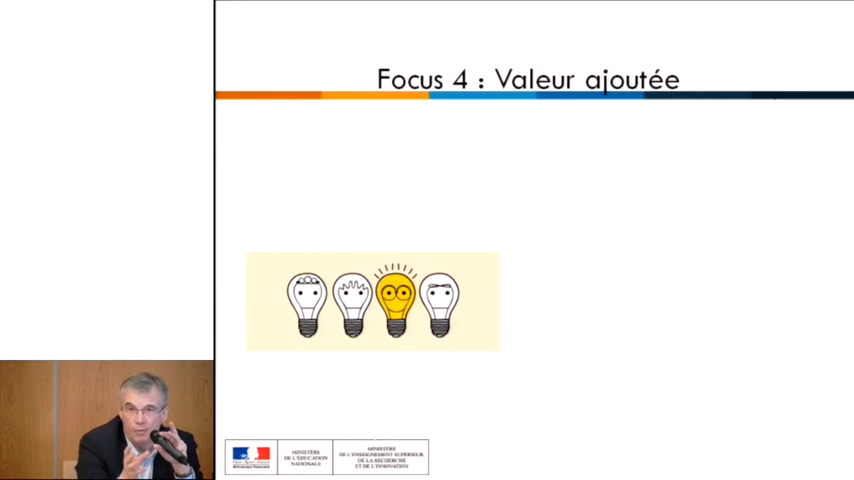 Focus 4 : Valeur ajoutée
MINISTÈRE
DE L'ÉDUCATION
NATIONALE
MINISTÈRE
DE L'ENSEIGNEMENT SUPÉRIEUR,
DE LA RECHERCHE
ET DE L'INNOVATION